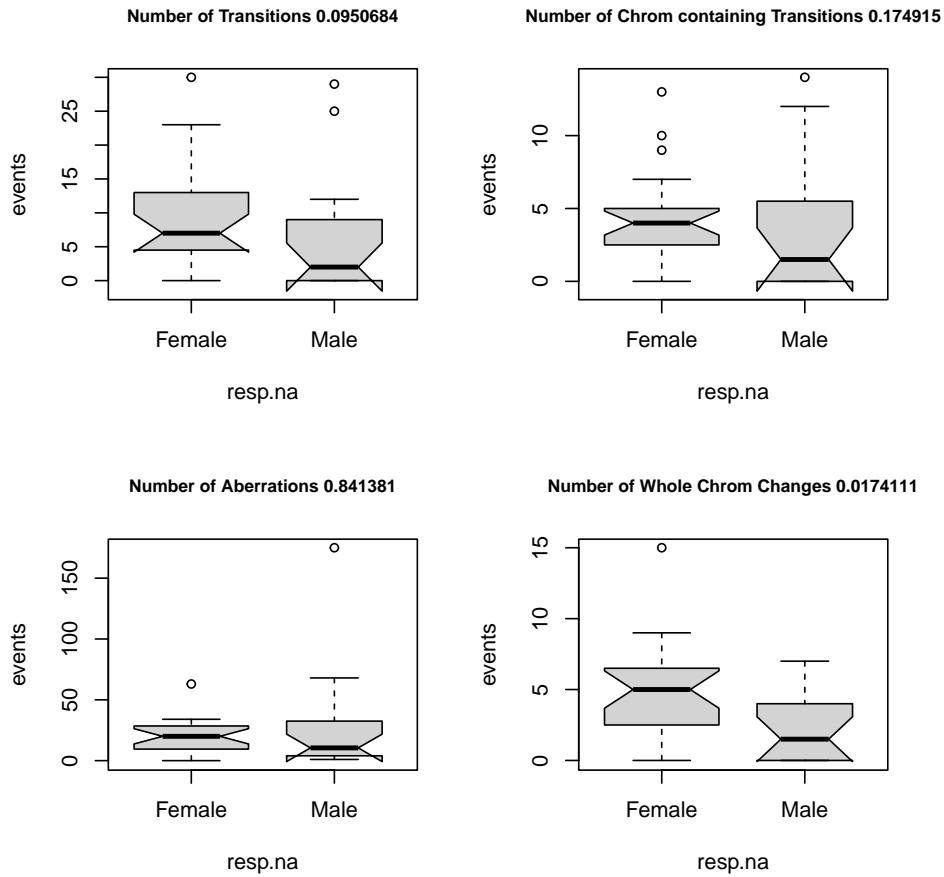 Number of Transitions 0.0950684
events
25
15
5
0
Female Male
resp.na
Number of Chrom containing Transitions 0.174915
events
10
5
0
Female Male
resp.na
Number of Aberrations 0.841381
events
150
100
50
0
Female Male
resp.na
Number of Whole Chrom Changes 0.0174111
events
15
10
5
0
Female Male
resp.na